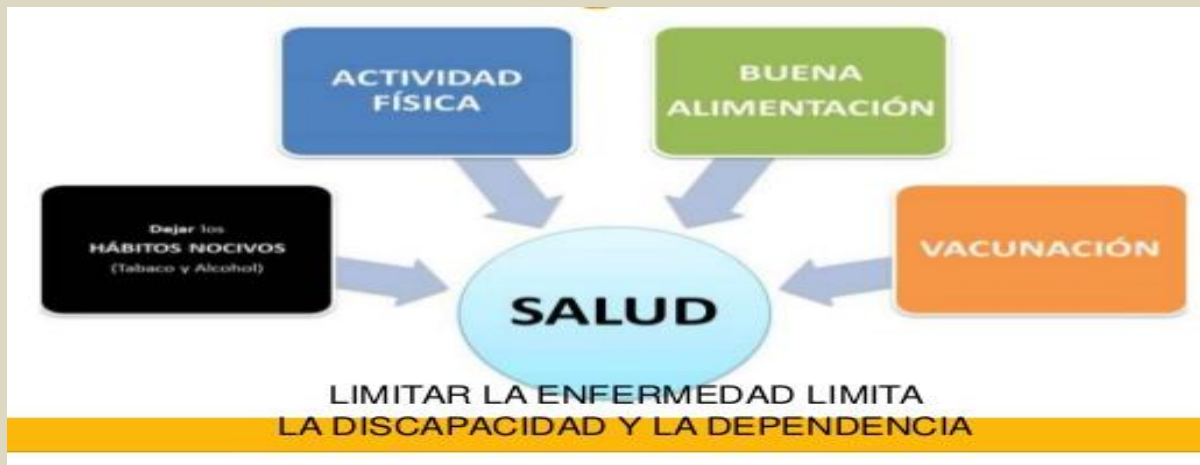 ACTIVIDAD
FÍSICA
BUENA
ALIMENTACIÓN
Dejar los
HÁBITOS NOCIVOS
(Tabaco y Alcohol)
VACUNACIÓN
SALUD
LIMITAR LA ENFERMEDAD LIMITA
LA DISCAPACIDAD Y LA DEPENDENCIA